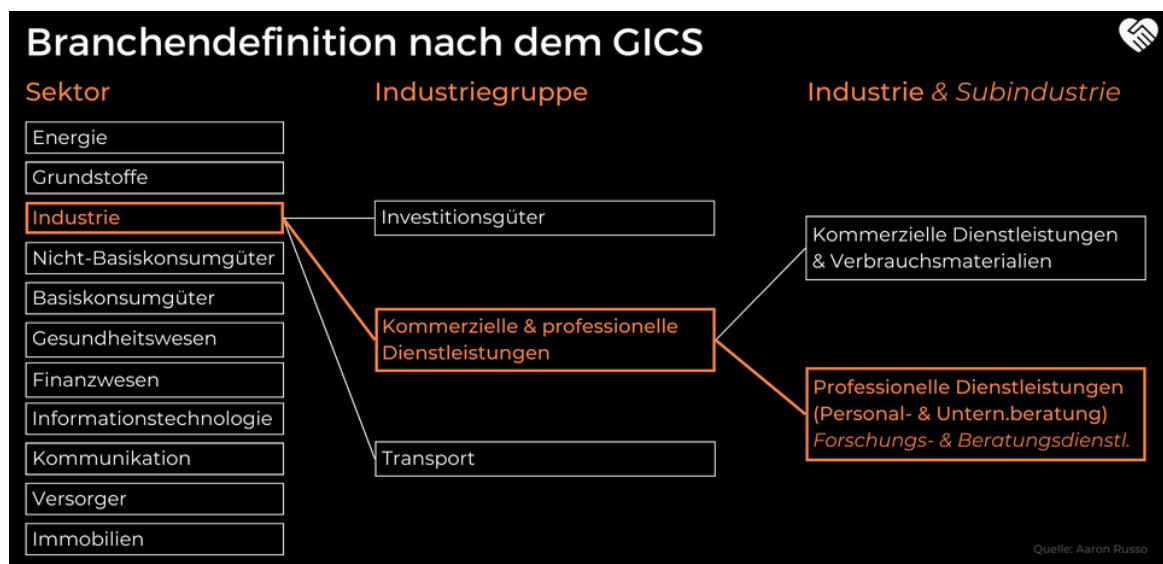 Branchendefinition nach dem GICS
Sektor
Industriegruppe
Industrie & Subindustrie
Energie
Grundstoffe
Industrie
Nicht-Basiskonsumgüter
Basiskonsumgüter
Gesundheitswesen
Finanzwesen
Informationstechnologie
Kommunikation
Versorger
Immobilien
Investitionsgüter
Kommerzielle & professionelle
Dienstleistungen
Transport
Kommerzielle Dienstleistungen
& Verbrauchsmaterialien
Professionelle Dienstleistungen
(Personal- & Untern.beratung)
Forschungs- & Beratungsdienstl.
Quelle: Aaron Russo